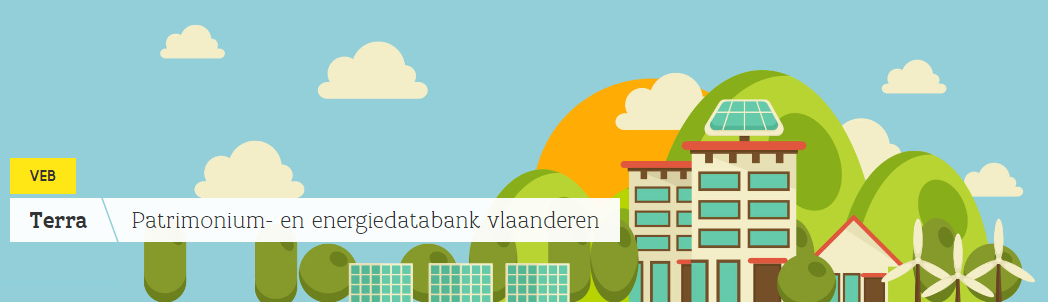 VEB
Terra Patrimonium- en energiedatabank vlaanderen